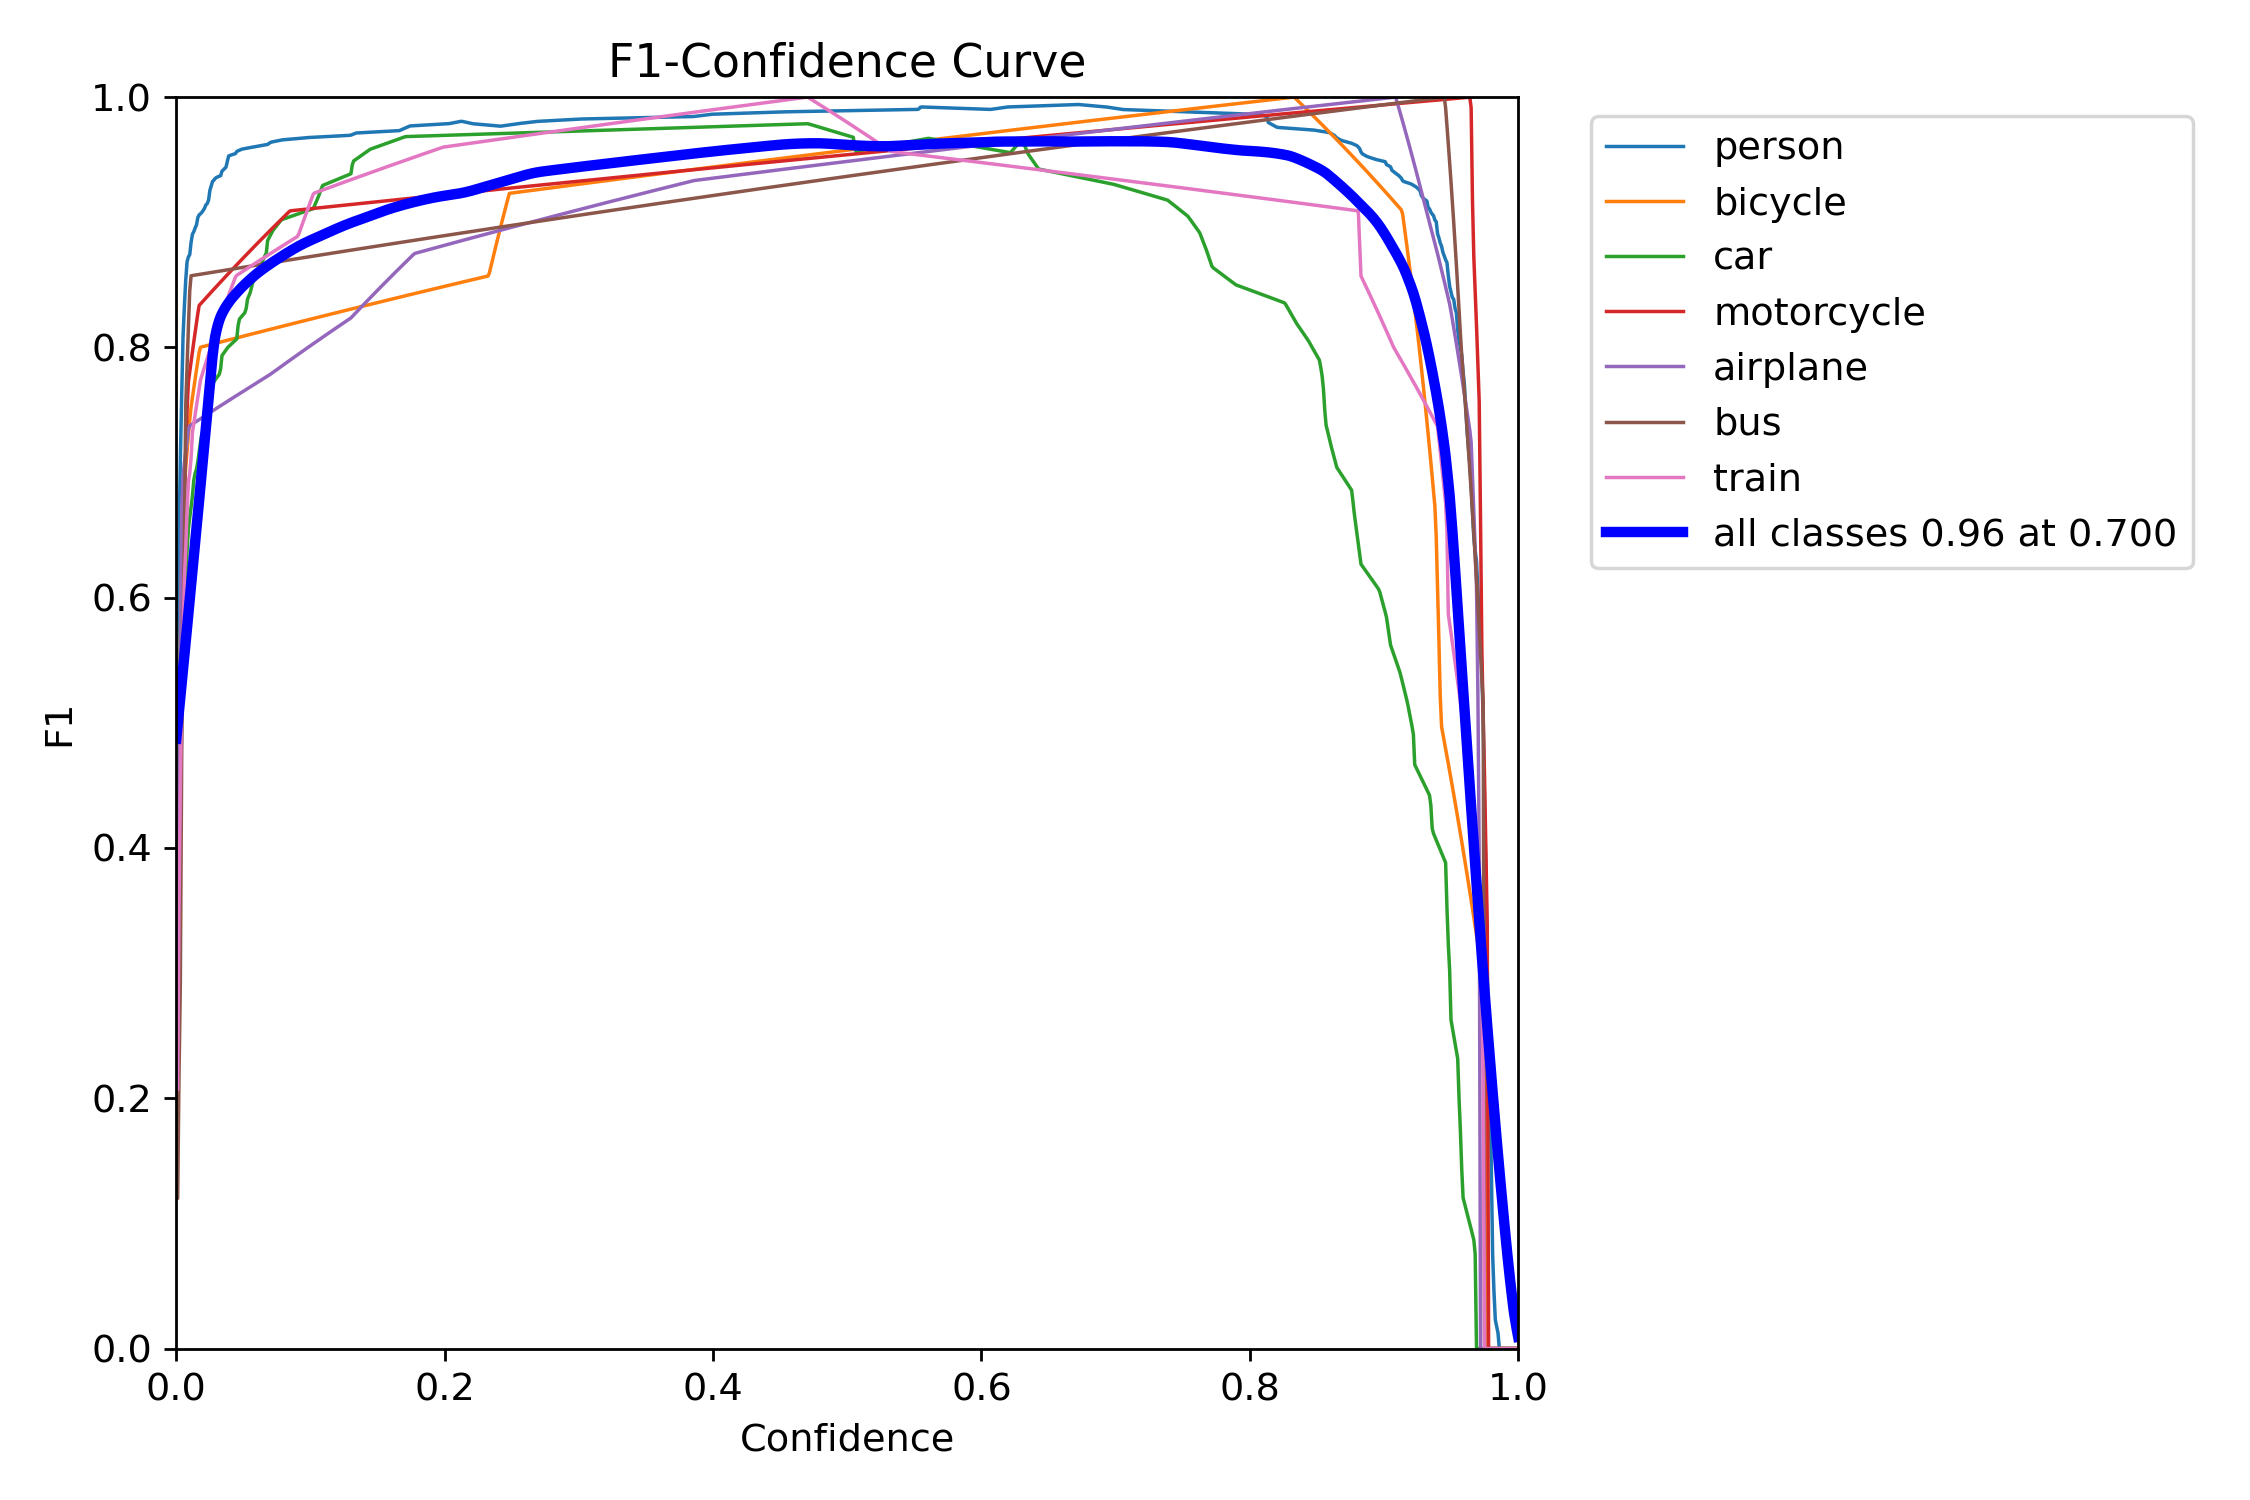 F1-Confidence Curve
1.0
0.8
0.6
0.4
0.2
0.0
F1
0.0 0.2 0.4 0.6 0.8 1.0
Confidence
person
bicycle
car
motorcycle
airplane
bus
train
all classes 0.96 at 0.700